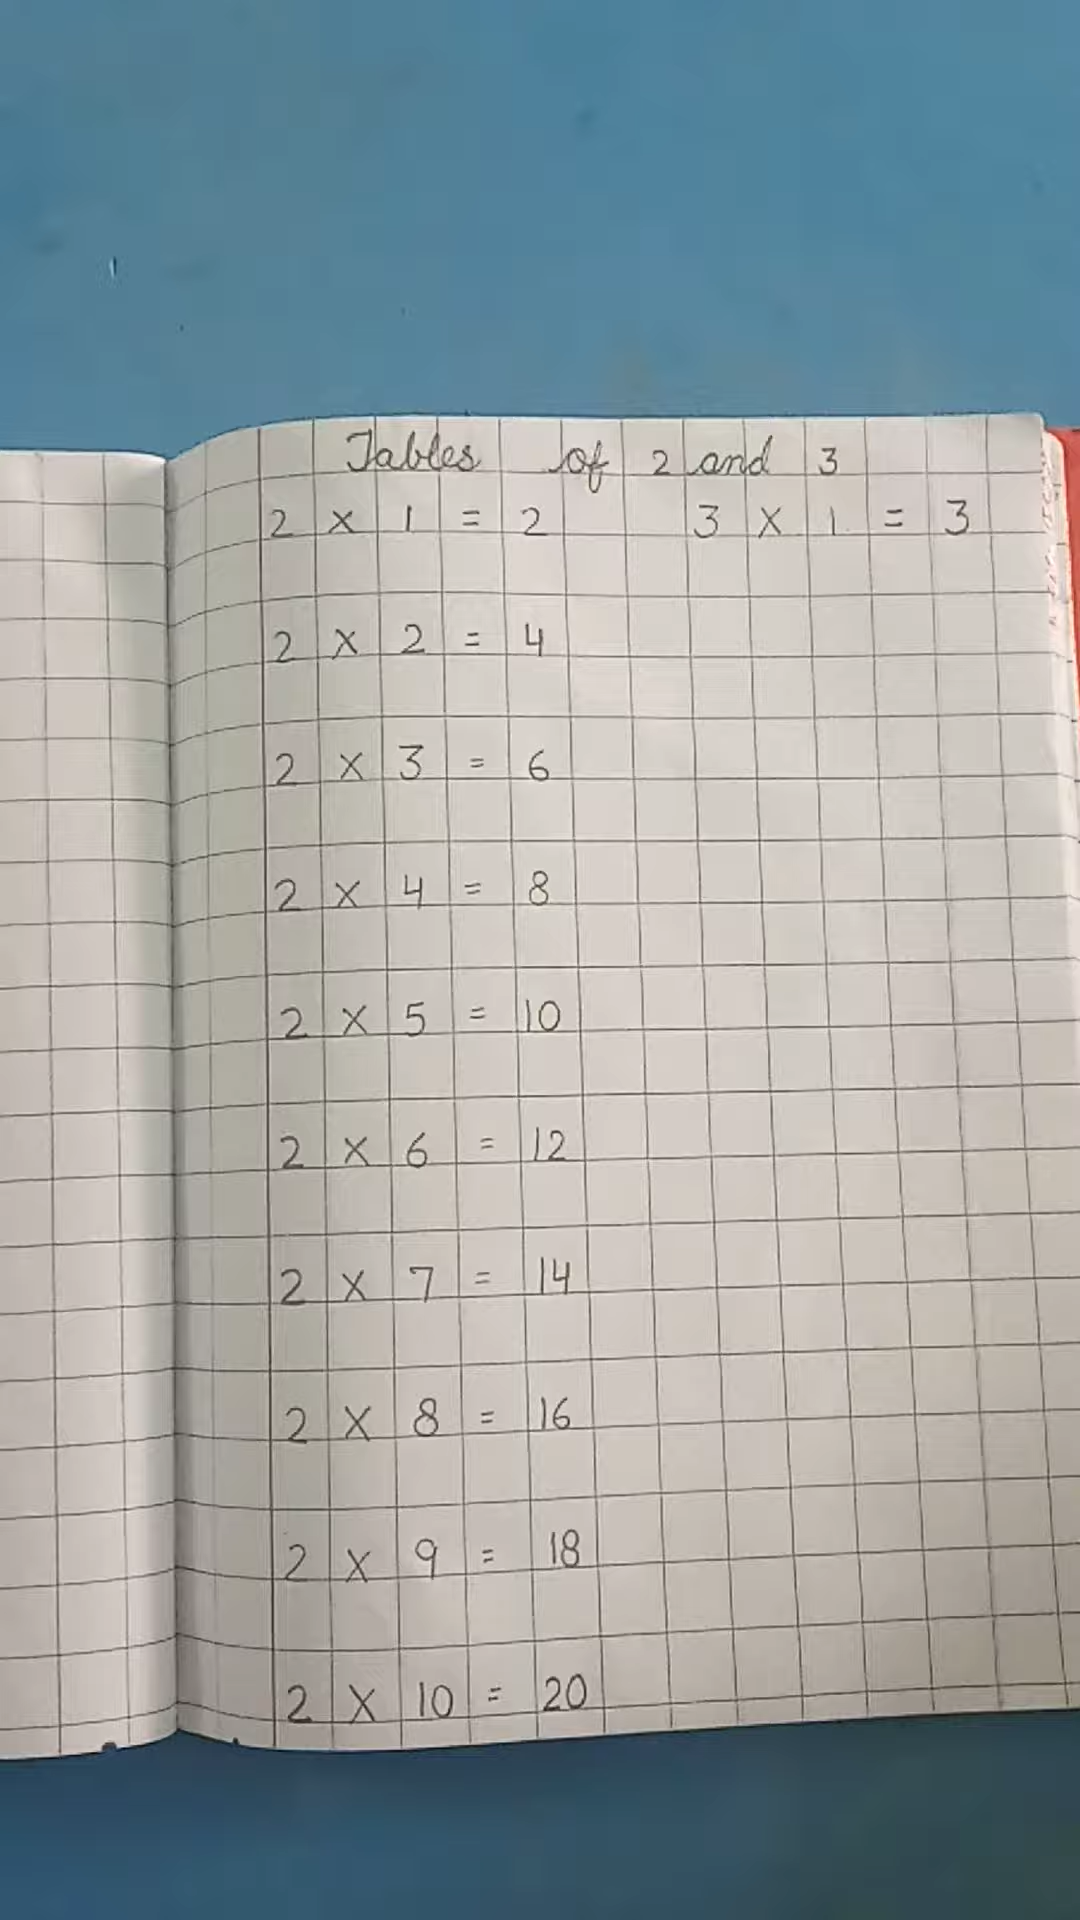 Tables of 2 and 3
2 × 1 = 2 3 × 1 = 3
2 × 2 = 4
2 × 3 = 6
2 × 4 = 8
2 × 5 = 10
2 × 6 = 12
2 × 7 = 14
2 × 8 = 16
2 × 9 = 18
2 × 10 = 20